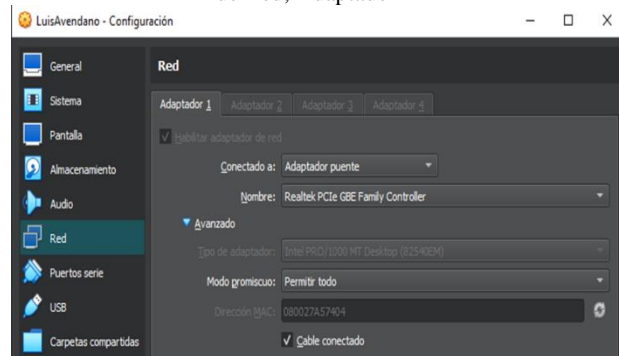 LuisAvendano - Configuración
General
Sistema
Pantalla
Almacenamiento
Audio
Red
Puertos serie
USB
Carpetas compartidas
Red
Adaptador 1 Adaptador 2 Adaptador 3 Adaptador 4
Habilitar adaptador de red
Conectado a: Adaptador puente
Nombre: Realtek PCIe GBE Family Controller
Avanzado
Tipo de adaptador: Intel PRO/1000 MT Desktop (82540EM)
Modo promiscuo: Permitir todo
Dirección MAC: 080027A57404
Cable conectado